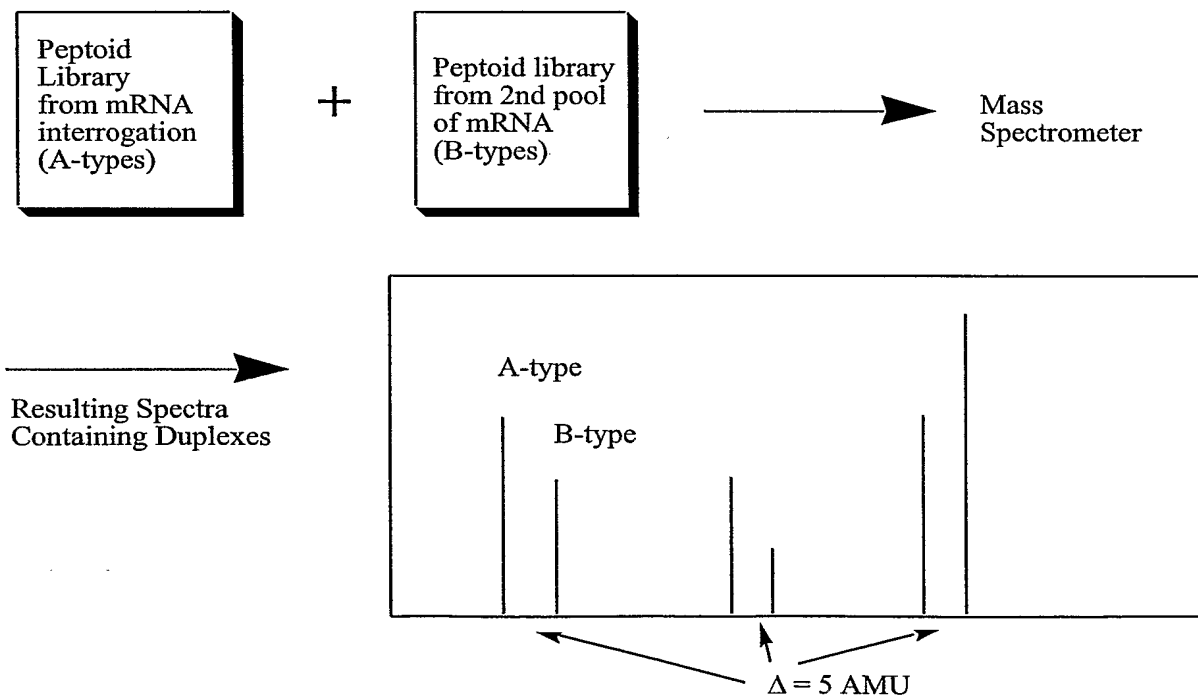 Peptoid
Library
from mRNA
interrogation
(A-types)
+
Peptoid library
from 2nd pool
of mRNA
(B-types)
Mass
Spectrometer
Resulting Spectra
Containing Duplexes
A-type
B-type
Δ = 5 AMU